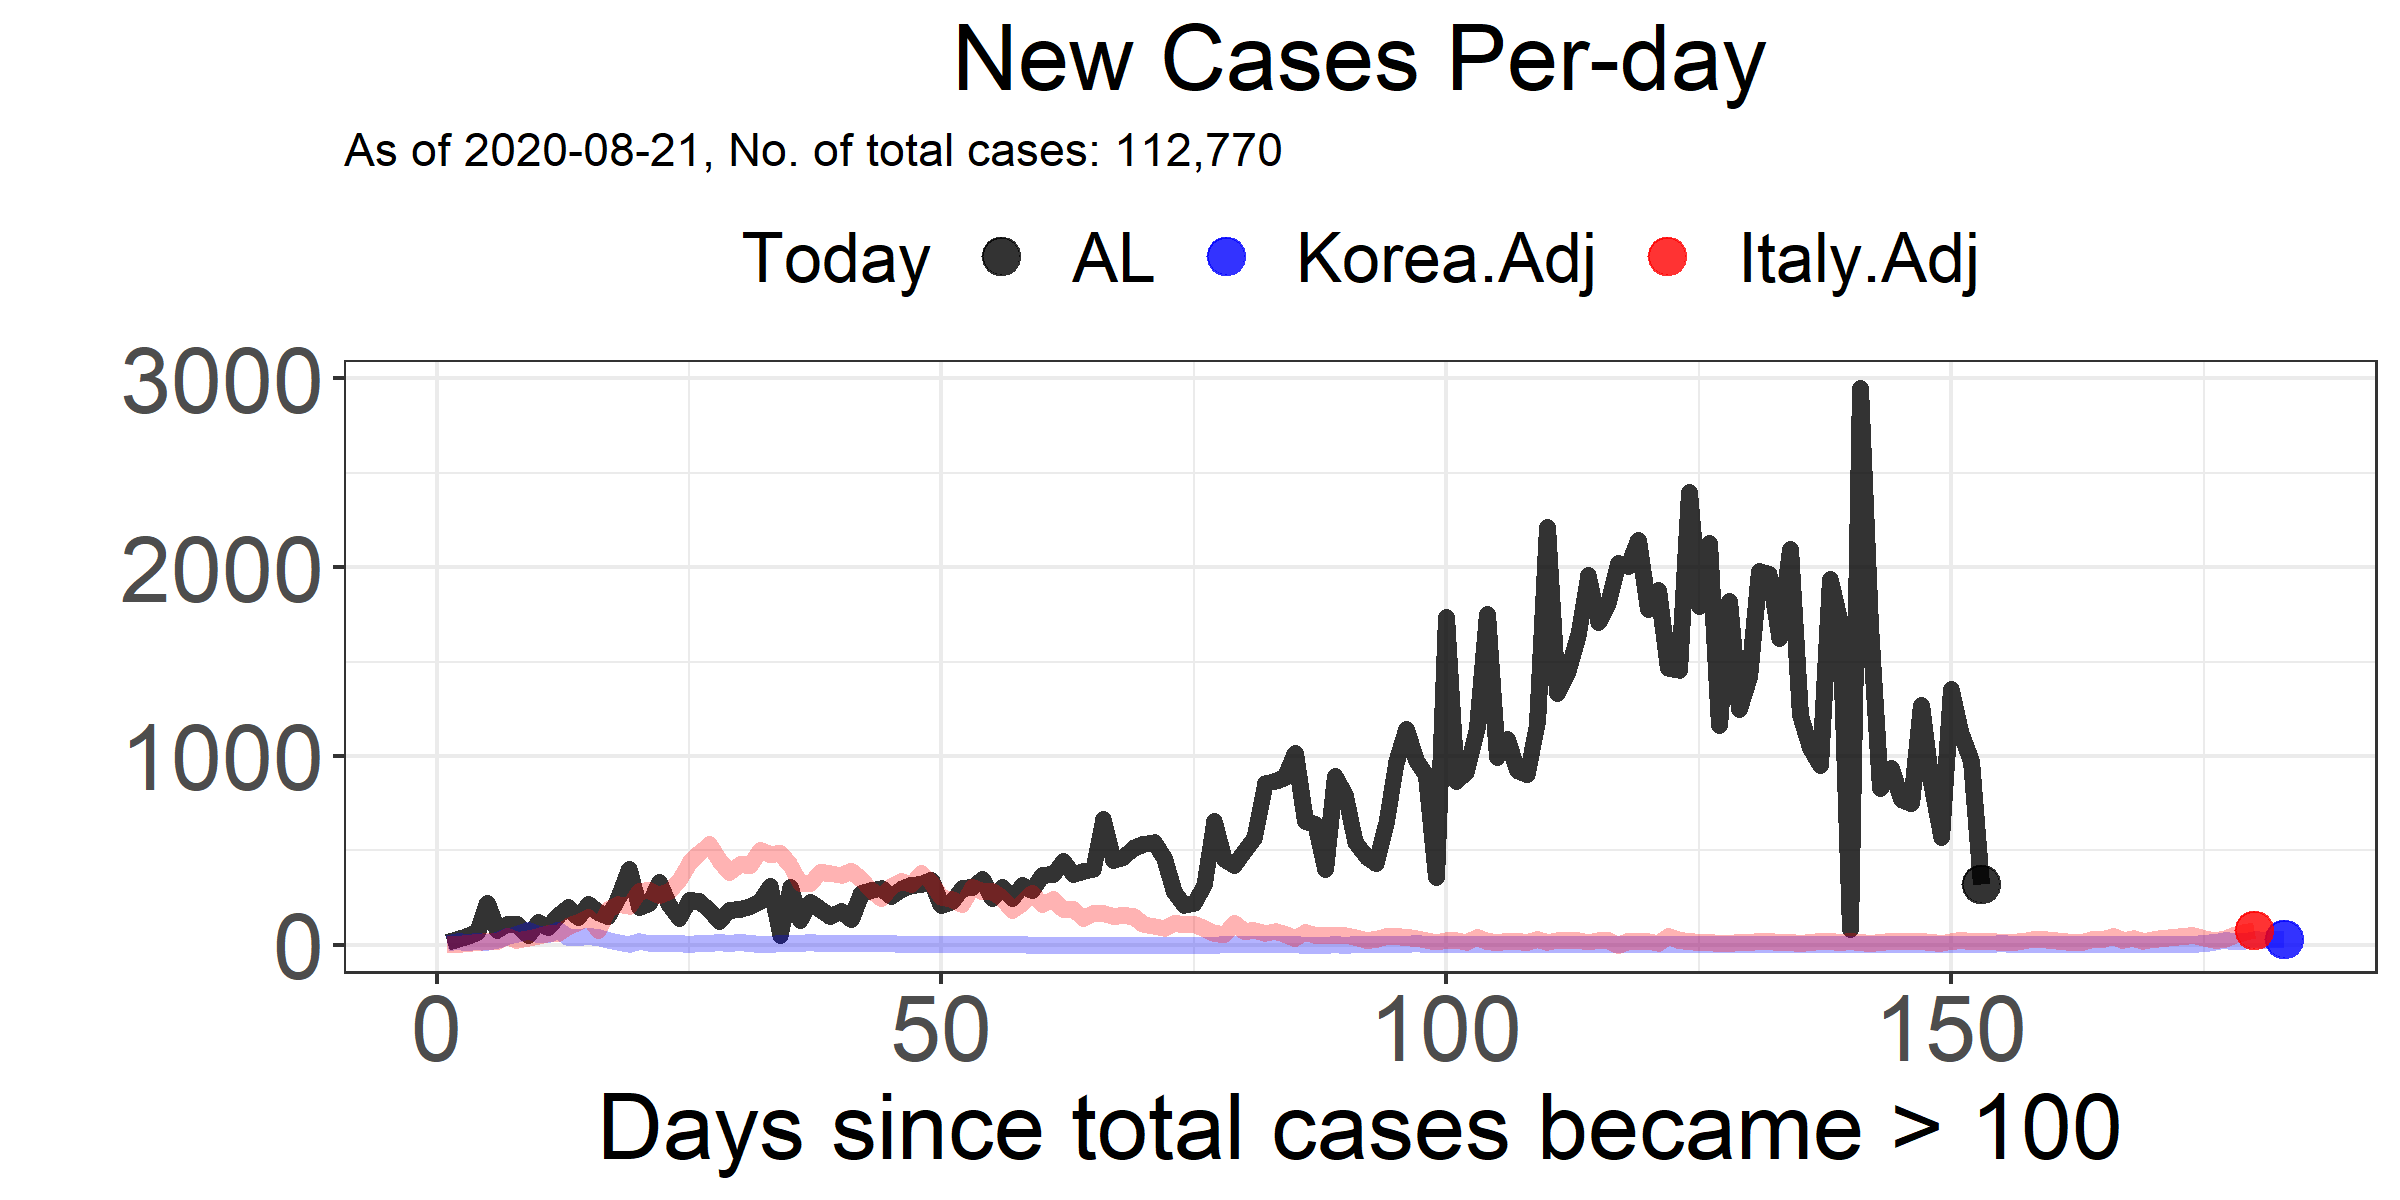 New Cases Per-day
As of 2020-08-21, No. of total cases: 112,770
Today AL Korea.Adj Italy.Adj
3000
2000
1000
0
0 50 100 150
Days since total cases became > 100